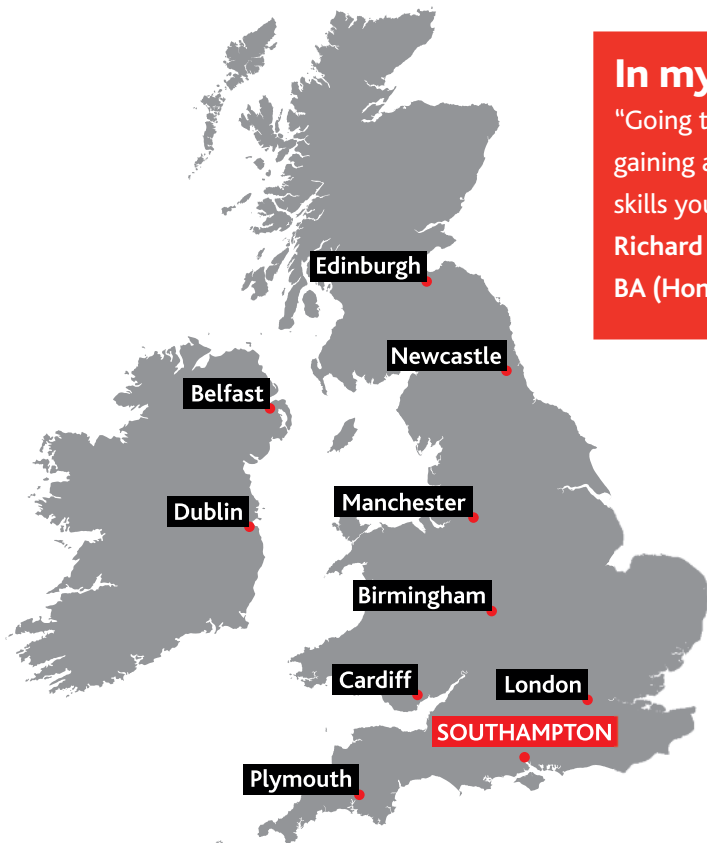 In my
“Going t
gaining a
skills you
Richard
BA (Hon
Edinburgh
Newcastle
Belfast
Manchester
Dublin
Birmingham
Cardiff
London
SOUTHAMPTON
Plymouth